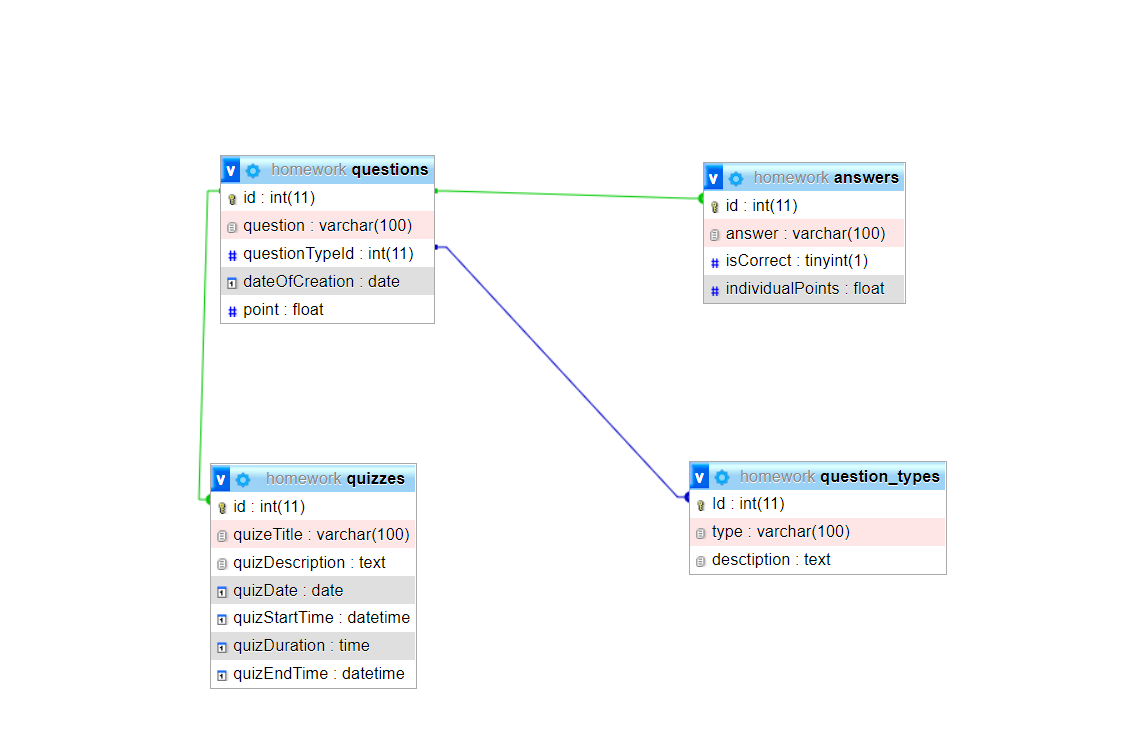 v homework questions
id : int(11)
question : varchar(100)
# questionTypeId : int(11)
dateOfCreation : date
# point : float
v homework answers
id : int(11)
answer : varchar(100)
# isCorrect : tinyint(1)
# individualPoints : float
v homework quizzes
id : int(11)
quizeTitle : varchar(100)
quizDescription : text
quizDate : date
quizStartTime : datetime
quizDuration : time
quizEndTime : datetime
v homework question_types
Id : int(11)
type : varchar(100)
desctiption : text